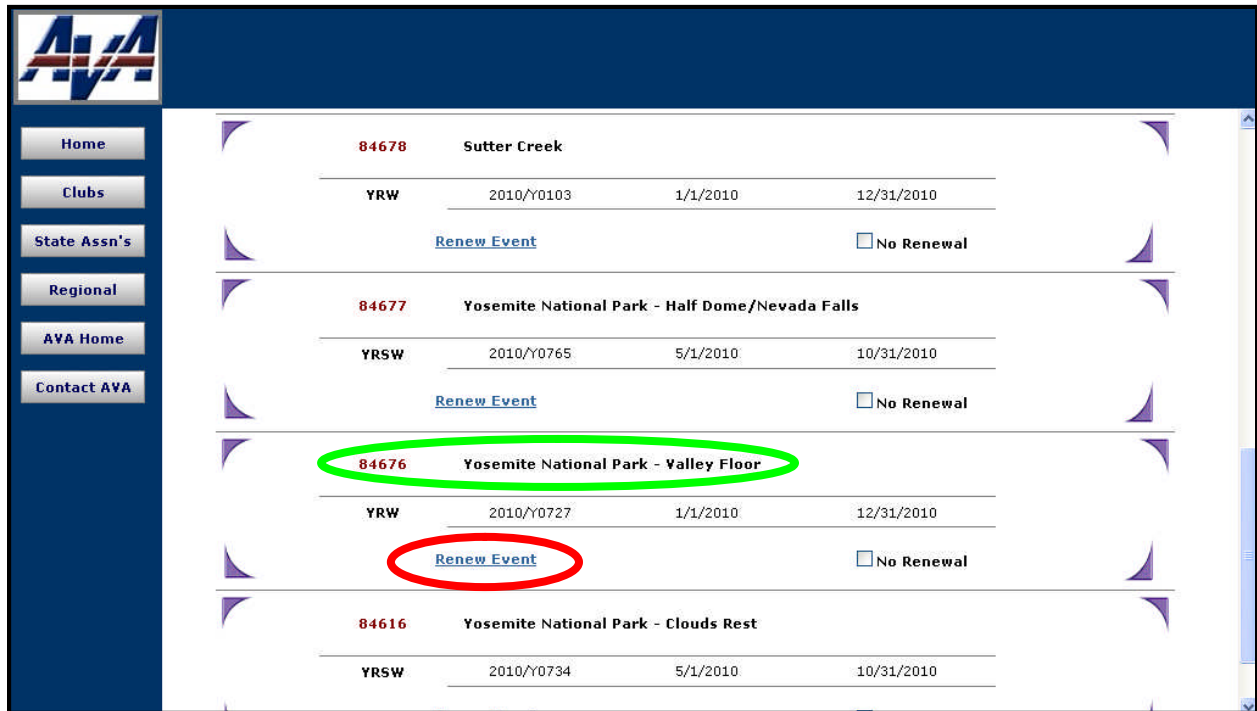 AVA
Home
Clubs
State Assn's
Regional
AVA Home
Contact AVA
84678 Sutter Creek
YRW 2010/Y0103 1/1/2010 12/31/2010
Renew Event No Renewal
84677 Yosemite National Park - Half Dome/Nevada Falls
YRSW 2010/Y0765 5/1/2010 10/31/2010
Renew Event No Renewal
84676 Yosemite National Park - Valley Floor
YRW 2010/Y0727 1/1/2010 12/31/2010
Renew Event No Renewal
84616 Yosemite National Park - Clouds Rest
YRSW 2010/Y0734 5/1/2010 10/31/2010